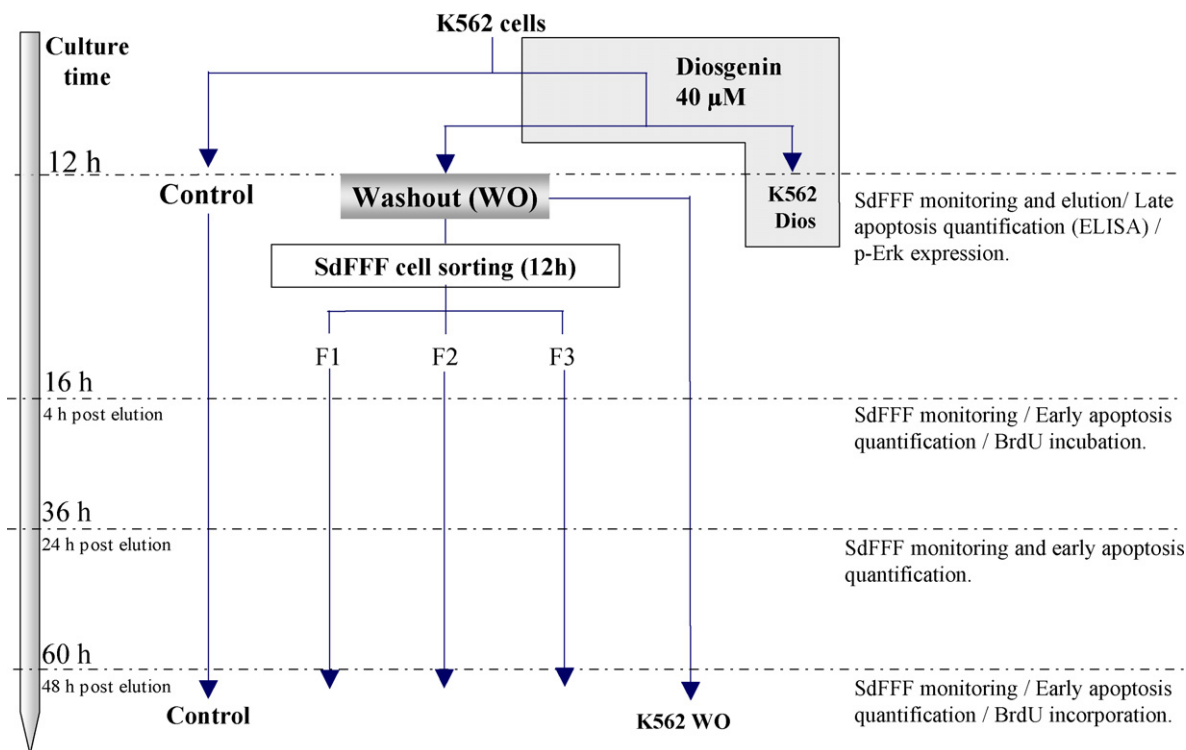 K562 cells
Culture
time
Diosgenin
40 µM
12 h
Control
Washout (WO)
K562
Dios
SdFFF monitoring and elution/ Late
apoptosis quantification (ELISA) /
p-Erk expression.
SdFFF cell sorting (12h)
F1
F2
F3
16 h
4 h post elution
SdFFF monitoring / Early apoptosis
quantification / BrdU incubation.
36 h
24 h post elution
SdFFF monitoring and early apoptosis
quantification.
60 h
48 h post elution
SdFFF monitoring / Early apoptosis
quantification / BrdU incorporation.
Control
K562 WO